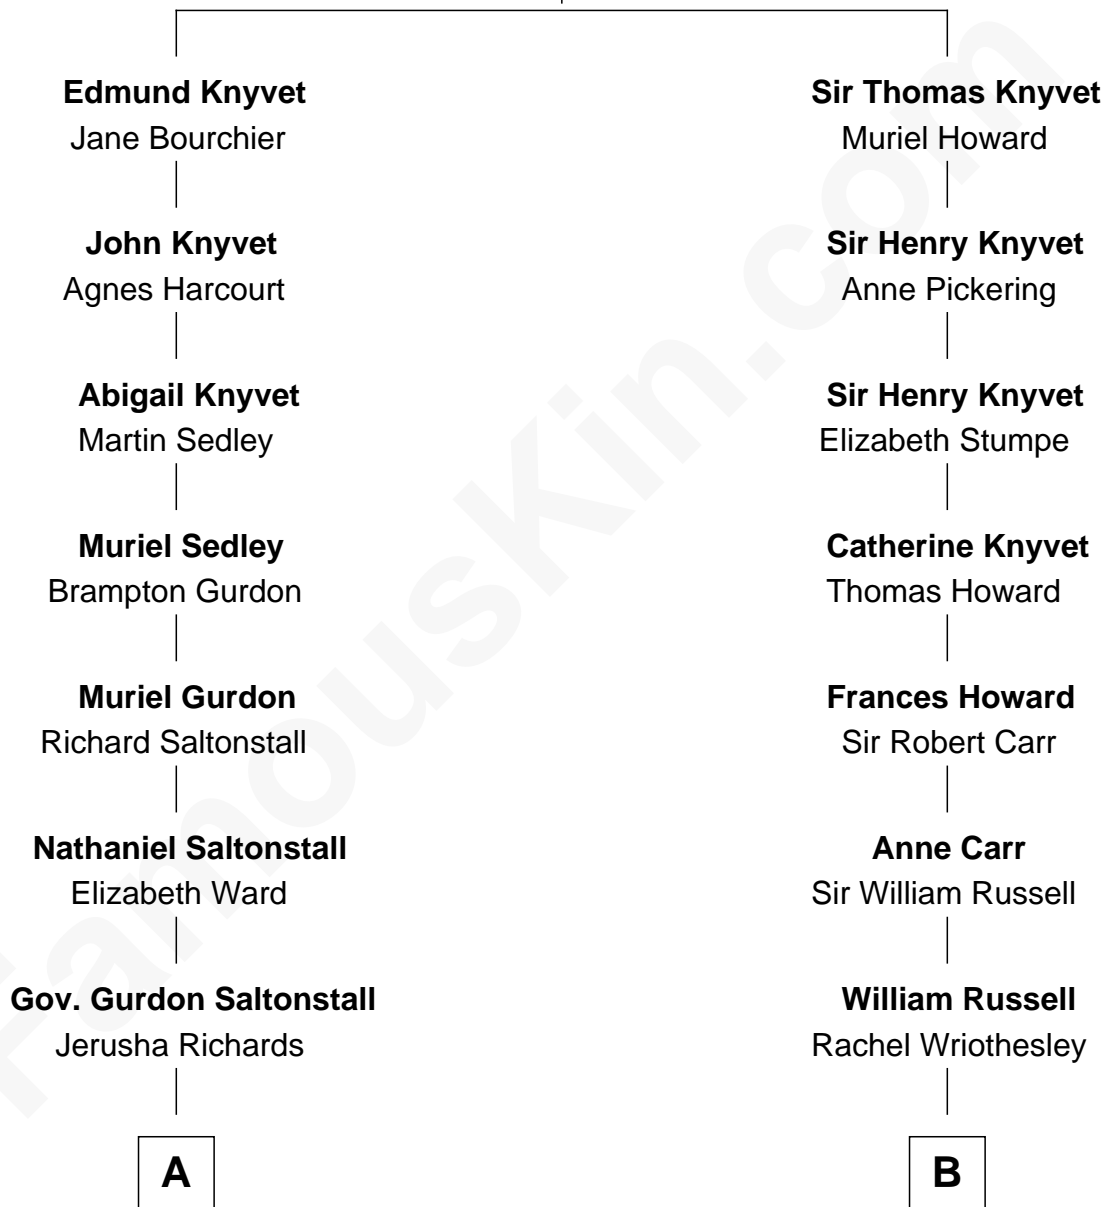 Edmund Knyvet
Jane Bourchier
John Knyvet
Agnes Harcourt
Abigail Knyvet
Martin Sedley
Muriel Sedley
Brampton Gurdon
Muriel Gurdon
Richard Saltonstall
Nathaniel Saltonstall
Elizabeth Ward
Gov. Gurdon Saltonstall
Jerusha Richards
A
Sir Thomas Knyvet
Muriel Howard
Sir Henry Knyvet
Anne Pickering
Sir Henry Knyvet
Elizabeth Stumpe
Catherine Knyvet
Thomas Howard
Frances Howard
Sir Robert Carr
Anne Carr
Sir William Russell
William Russell
Rachel Wriothesley
B
FamousKin.com